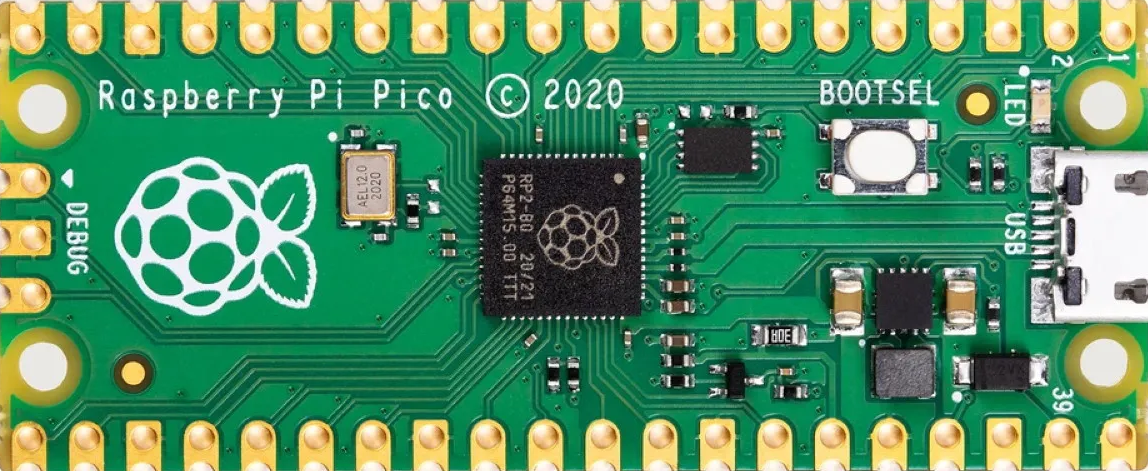 Raspberry Pi Pico © 2020
BOOTSEL
1
2
LED
DEBUG
AEL12.0
2020
RP2-B0 20/21
P64M15.00 TTT
USB
30A
39